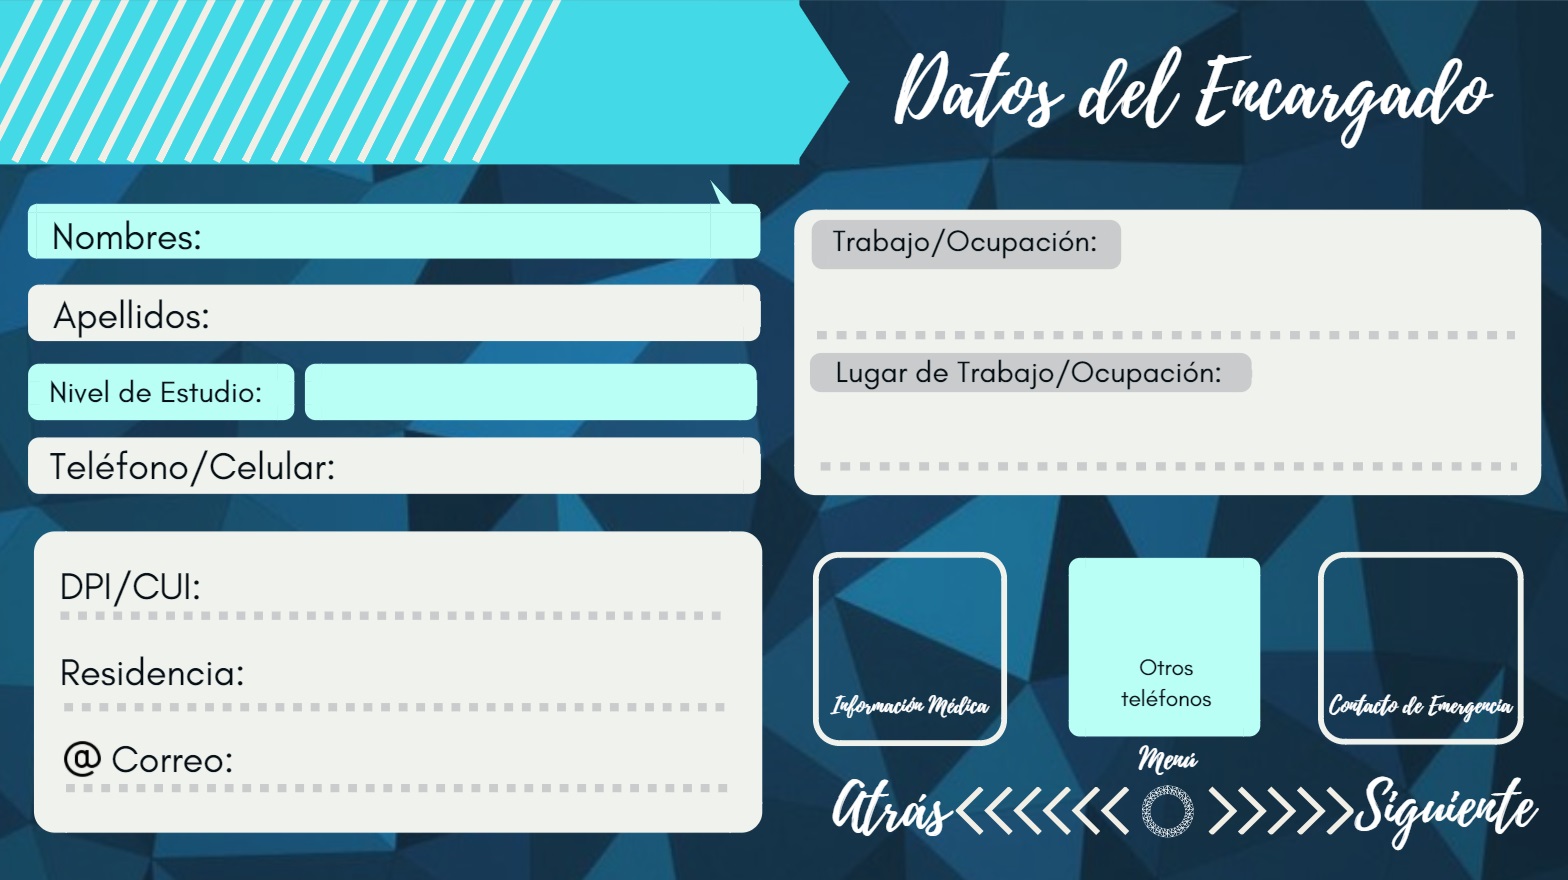 Datos del Encargado
Nombres:
Apellidos:
Nivel de Estudio:
Teléfono/Celular:
DPI/CUI:
Residencia:
@ Correo:
Trabajo/Ocupación:
Lugar de Trabajo/Ocupación:
Información Médica
Otros
teléfonos
Contacto de Emergencia
Menú
Atrás
Siguiente